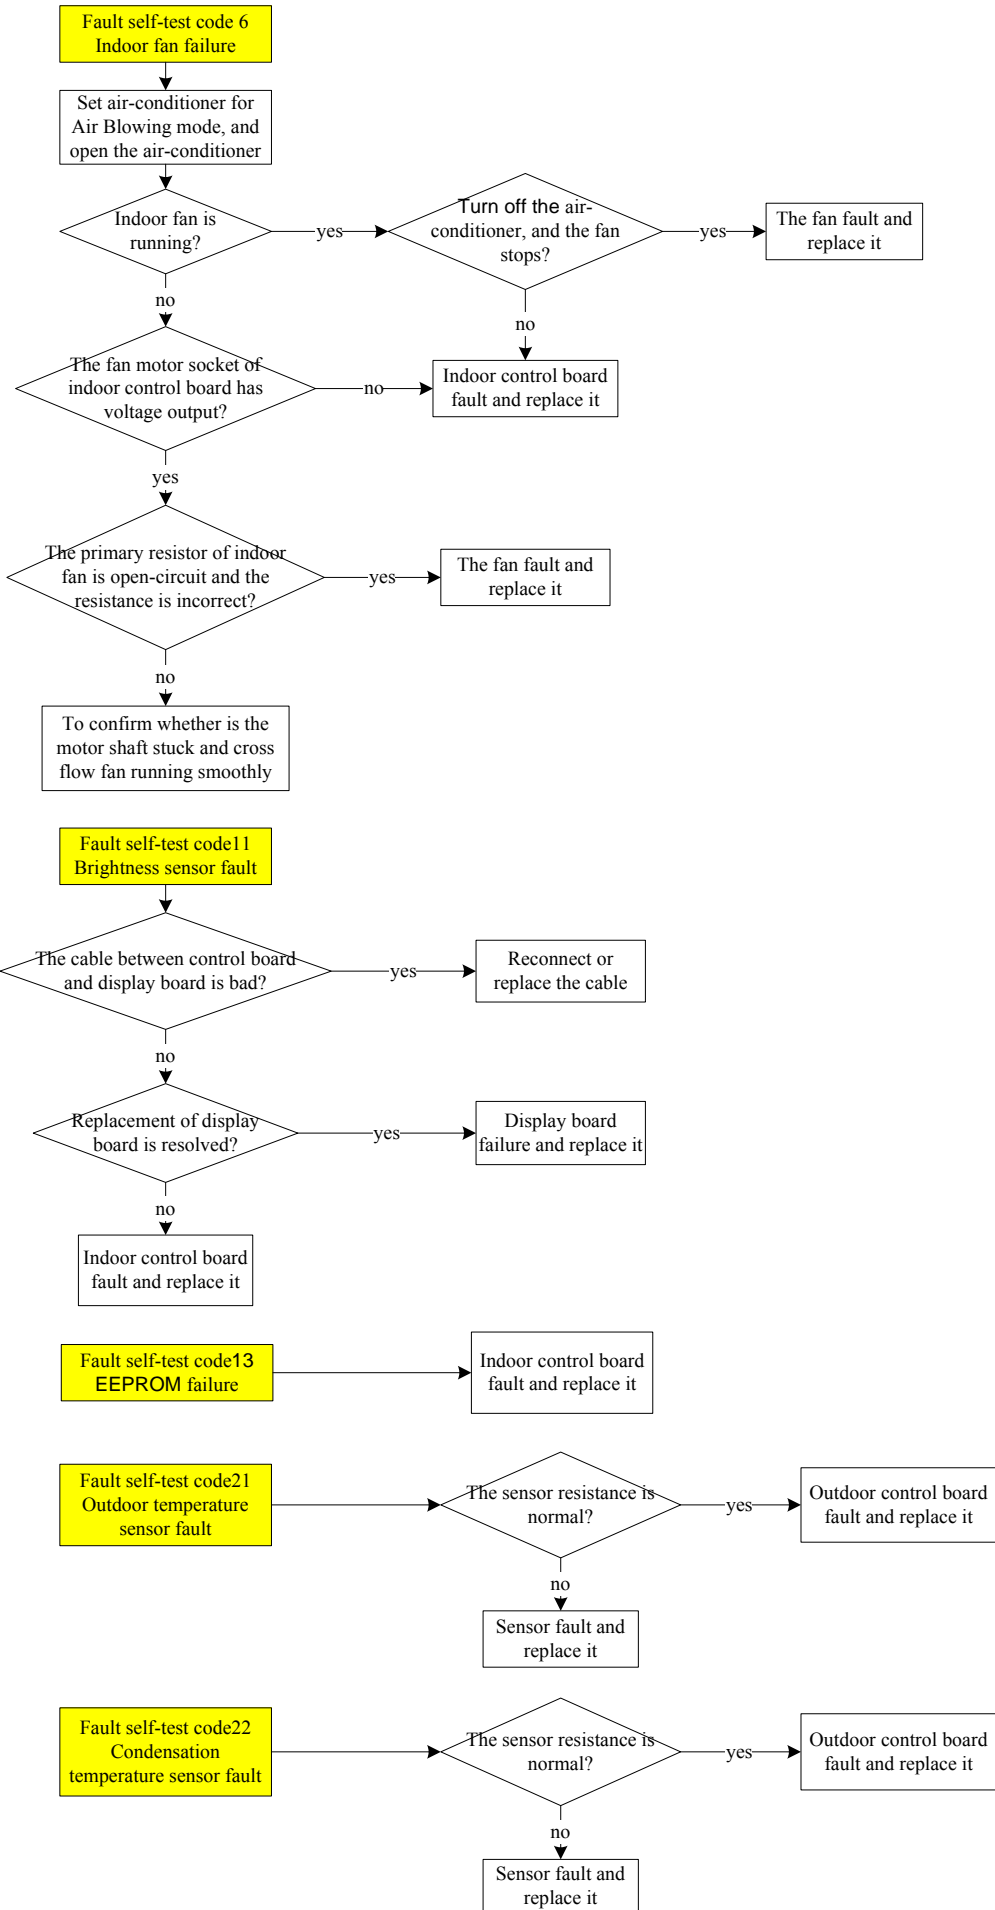 Fault self-test code 6
Indoor fan failure
Set air-conditioner for
Air Blowing mode, and
open the air-conditioner
Indoor fan is
running?
yes
Turn off the air-
conditioner, and the fan
stops?
yes
The fan fault and
replace it
no
no
The fan motor socket of
indoor control board has
voltage output?
no
Indoor control board
fault and replace it
yes
The primary resistor of indoor
fan is open-circuit and the
resistance is incorrect?
yes
The fan fault and
replace it
no
To confirm whether is the
motor shaft stuck and cross
flow fan running smoothly
Fault self-test code11
Brightness sensor fault
The cable between control board
and display board is bad?
yes
Reconnect or
replace the cable
no
Replacement of display
board is resolved?
yes
Display board
failure and replace it
no
Indoor control board
fault and replace it
Fault self-test code13
EEPROM failure
Indoor control board
fault and replace it
Fault self-test code21
Outdoor temperature
sensor fault
The sensor resistance is
normal?
yes
Outdoor control board
fault and replace it
no
Sensor fault and
replace it
Fault self-test code22
Condensation
temperature sensor fault
The sensor resistance is
normal?
yes
Outdoor control board
fault and replace it
no
Sensor fault and
replace it